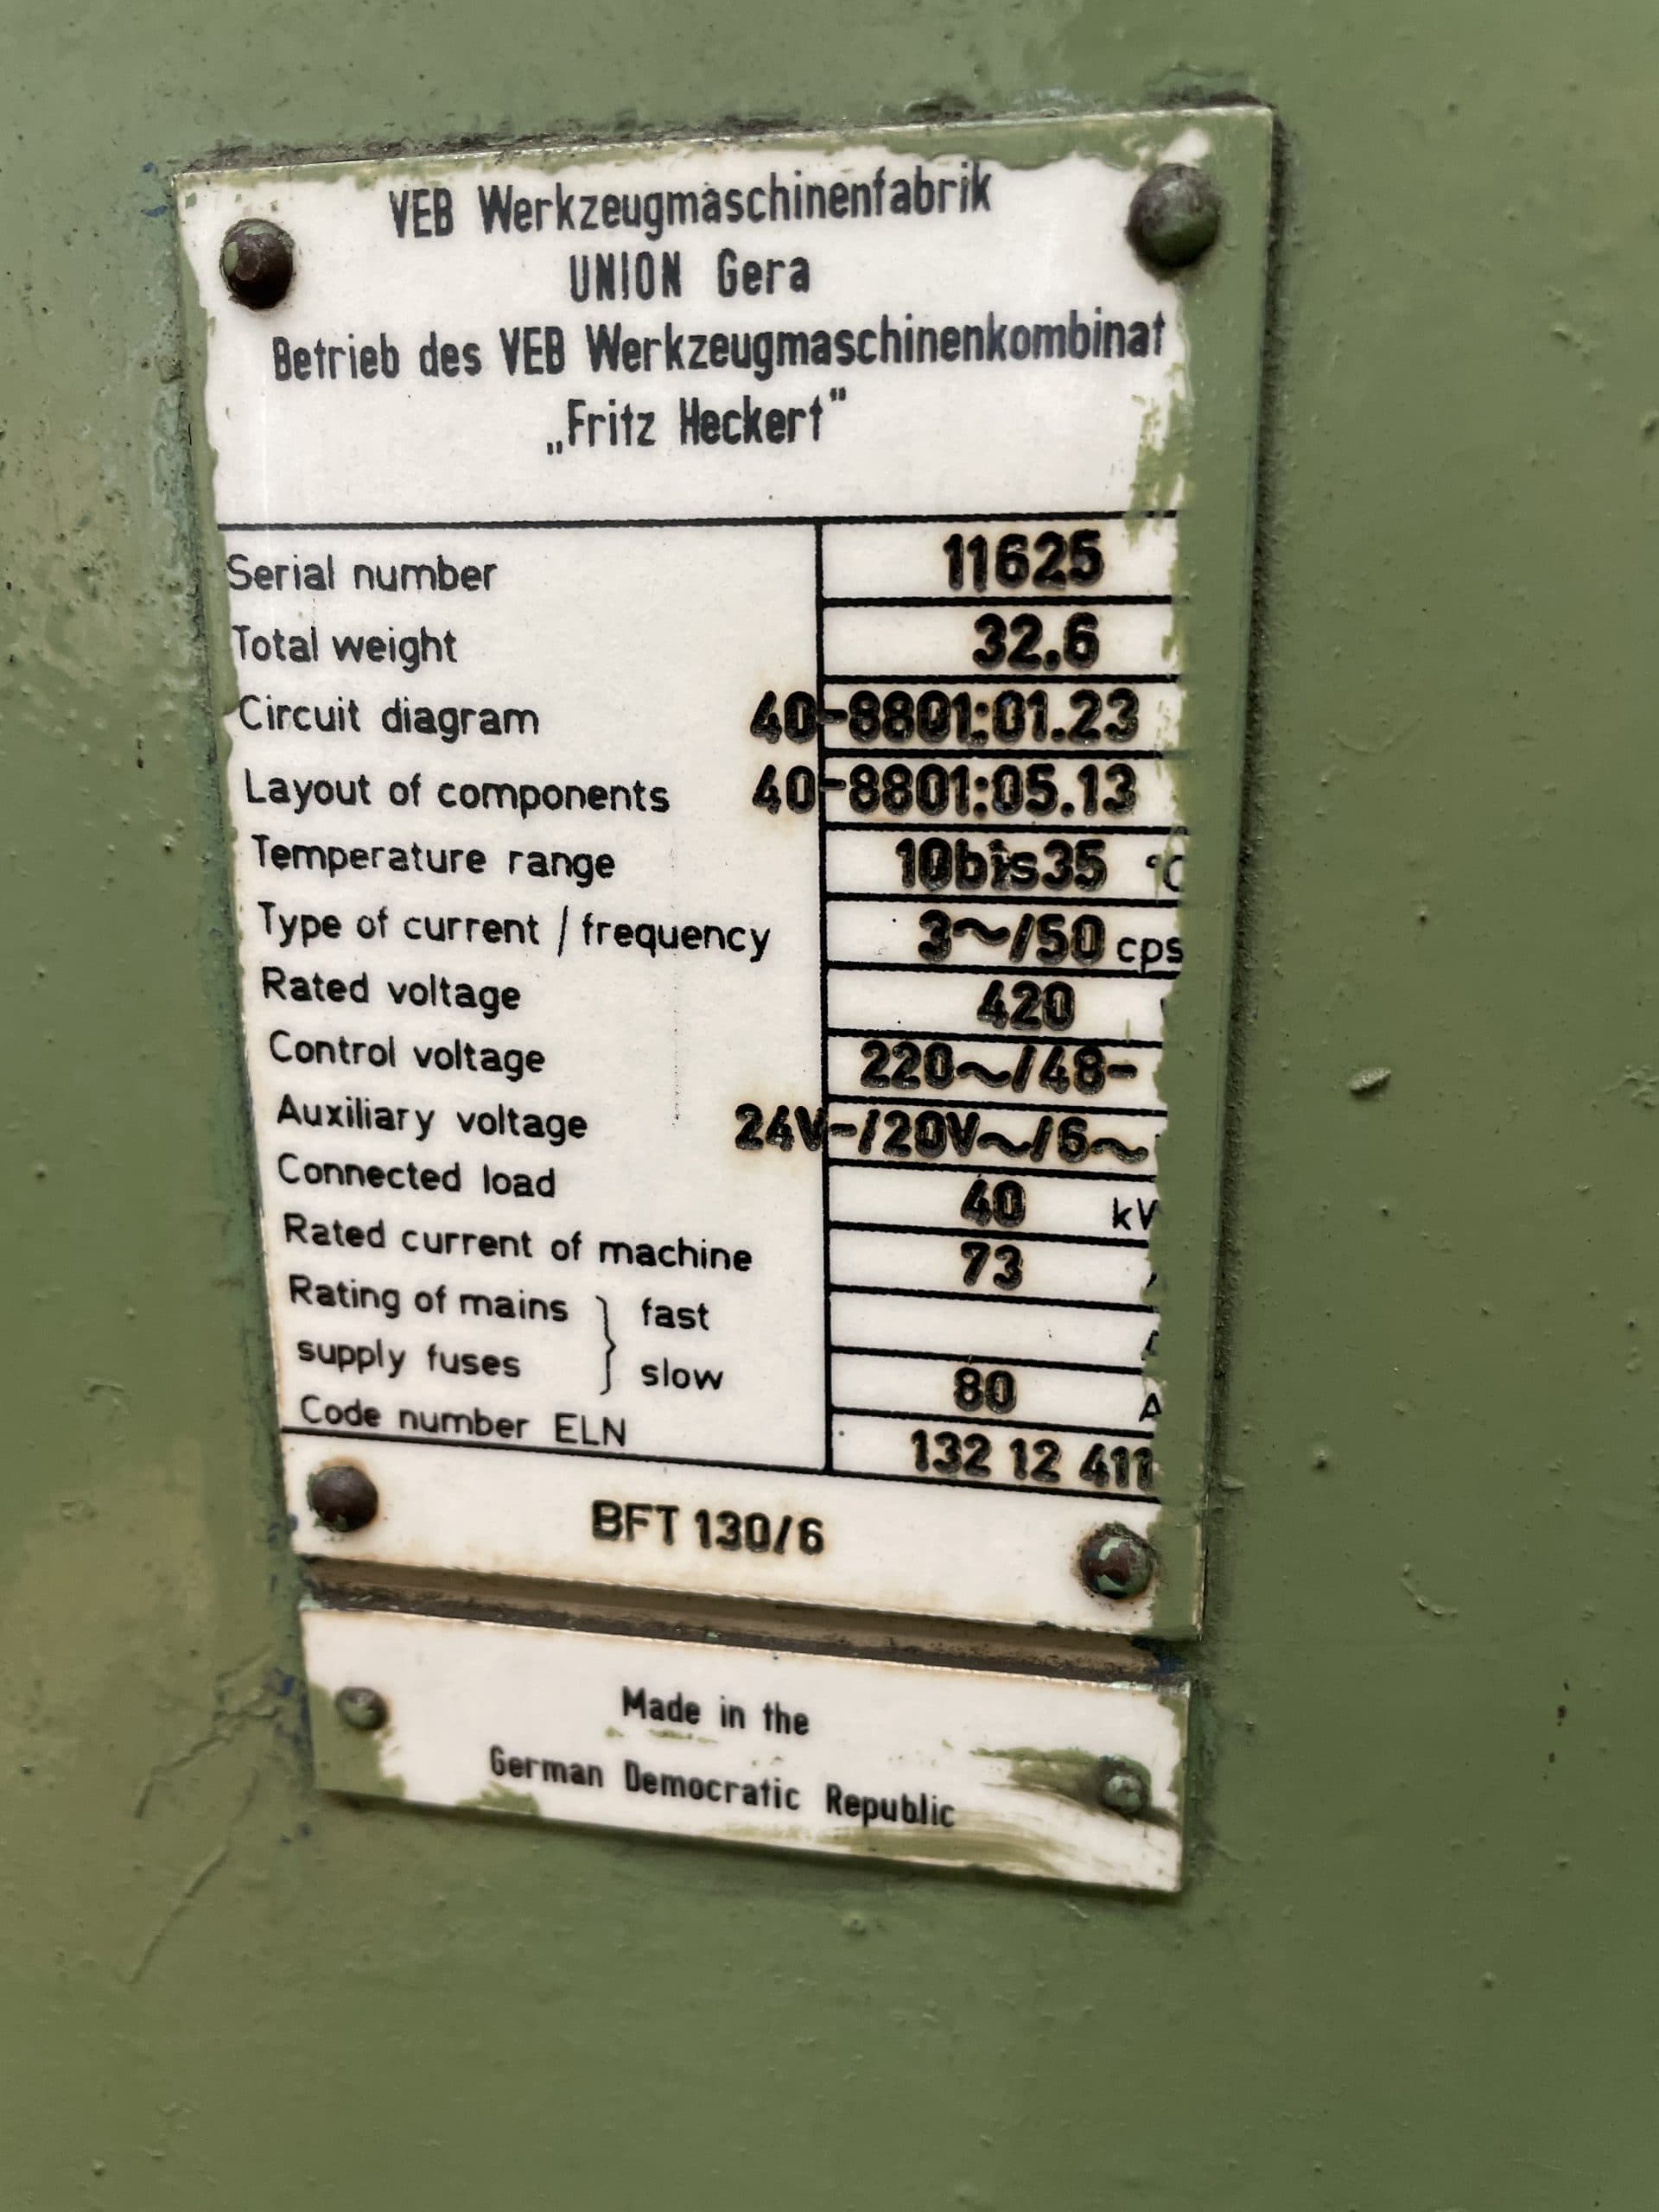 VEB Werkzeugmaschinenfabrik
UNION Gera
Betrieb des VEB Werkzeugmaschinenkombinat
„Fritz Heckert"
Serial number 11625
Total weight 32.6
Circuit diagram 40-8801:01.23
Layout of components 40-8801:05.13
Temperature range 10bis35 °C
Type of current / frequency 3~/50 cps
Rated voltage 420
Control voltage 220~/48-
Auxiliary voltage 24V-/20V~/6~
Connected load 40 kW
Rated current of machine 73
Rating of mains } fast
supply fuses } slow 80 A
Code number ELN 132 12 411
BFT 130/6
Made in the
German Democratic Republic